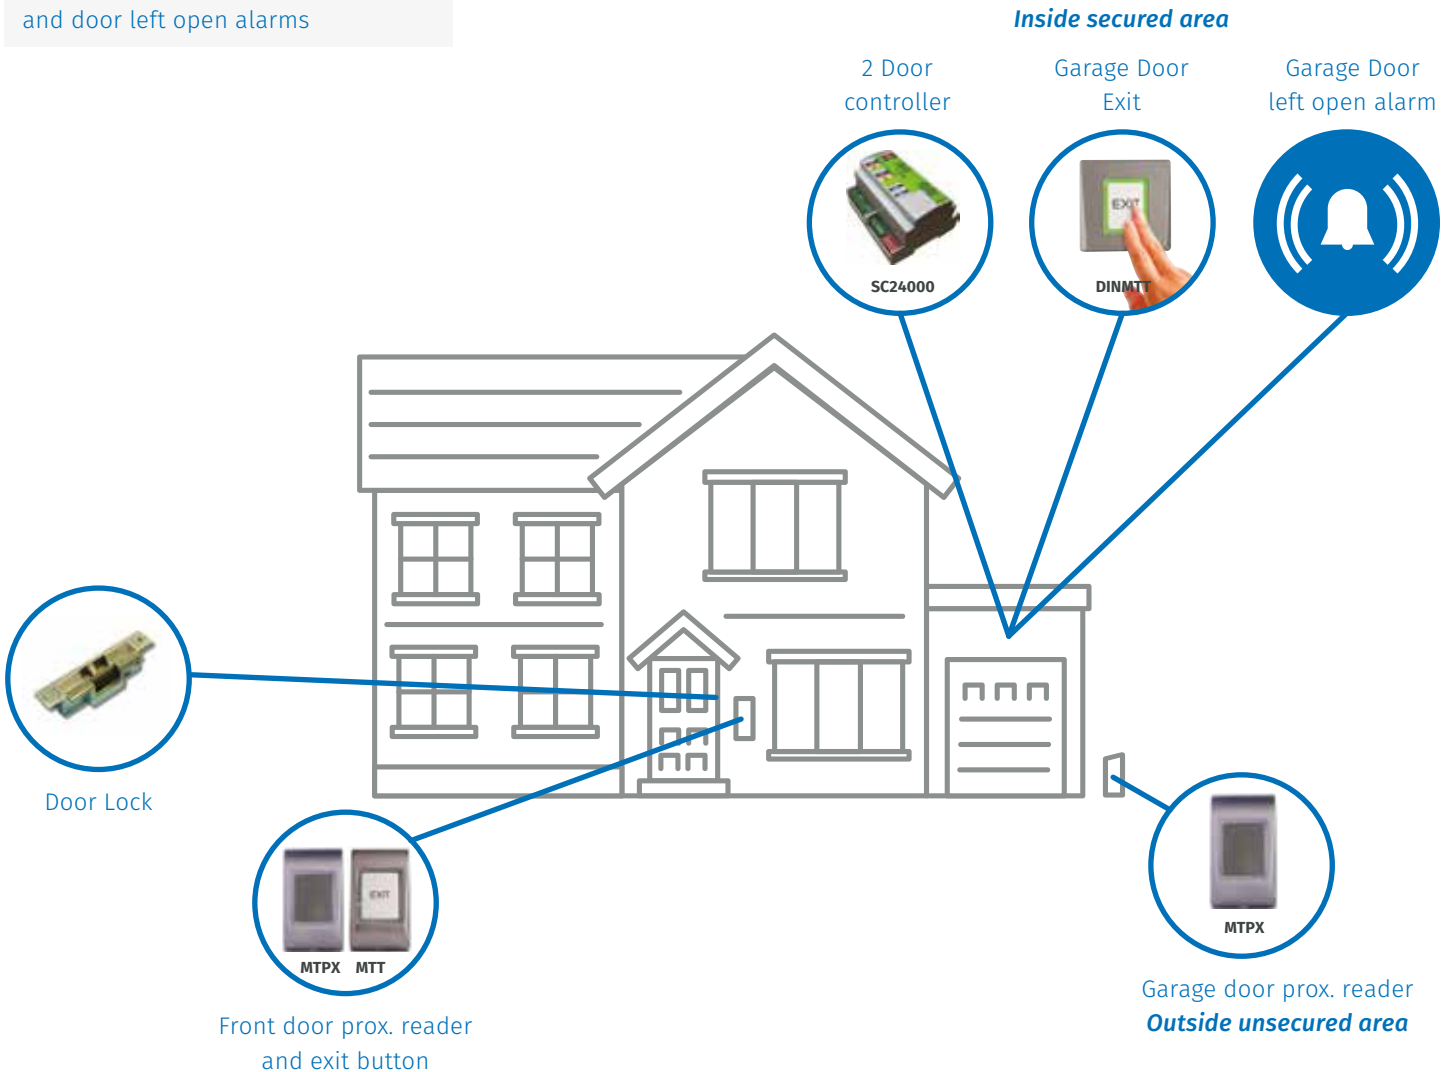 and door left open alarms
Inside secured area
2 Door
controller
Garage Door
Exit
Garage Door
left open alarm
EXIT
SC24000
DINMTT
Door Lock
EXIT
MTPX MTT
Front door prox. reader
and exit button
MTPX
Garage door prox. reader
Outside unsecured area